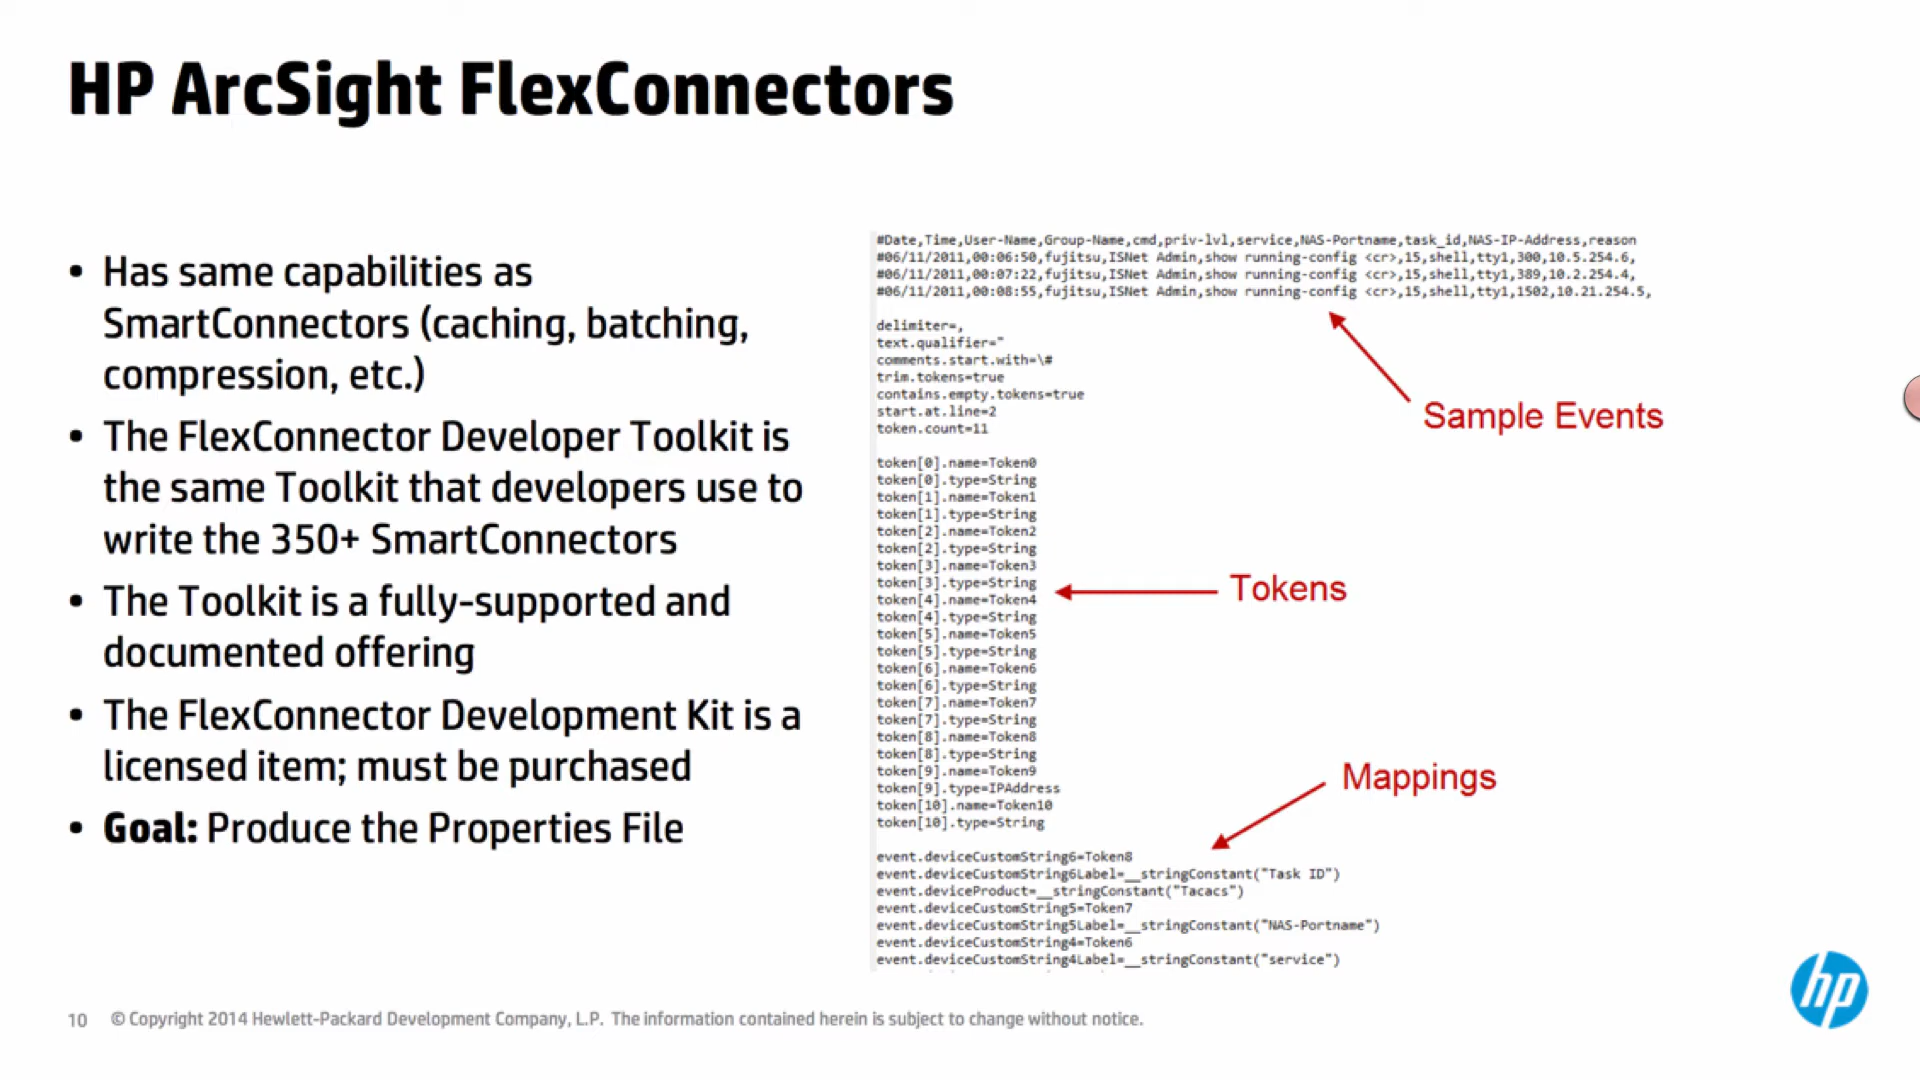 HP ArcSight FlexConnectors
• Has same capabilities as
SmartConnectors (caching, batching,
compression, etc.)
• The FlexConnector Developer Toolkit is
the same Toolkit that developers use to
write the 350+ SmartConnectors
• The Toolkit is a fully-supported and
documented offering
• The FlexConnector Development Kit is a
licensed item; must be purchased
• Goal: Produce the Properties File
#Date,Time,User-Name,Group-Name,cmd,priv-lvl,service,NAS-Portname,task_id,NAS-IP-Address,reason
#06/11/2011,00:06:50,fujitsu,ISNet Admin,show running-config <cr>,15,shell,tty1,300,10.5.254.6,
#06/11/2011,00:07:22,fujitsu,ISNet Admin,show running-config <cr>,15,shell,tty1,389,10.2.254.4,
#06/11/2011,00:08:55,fujitsu,ISNet Admin,show running-config <cr>,15,shell,tty1,1502,10.21.254.5,
Sample Events
delimiter=,
text.qualifier="
comments.start.with=\#
trim.tokens=true
contains.empty.tokens=true
start.at.line=2
token.count=11
token[0].name=Token0
token[0].type=String
token[1].name=Token1
token[1].type=String
token[2].name=Token2
token[2].type=String
token[3].name=Token3
token[3].type=String
token[4].name=Token4
token[4].type=String
token[5].name=Token5
token[5].type=String
token[6].name=Token6
token[6].type=String
token[7].name=Token7
token[7].type=String
token[8].name=Token8
token[8].type=String
token[9].name=Token9
token[9].type=IPAddress
token[10].name=Token10
token[10].type=String
Tokens
Mappings
event.deviceCustomString6=Token8
event.deviceCustomString6Label=__stringConstant("Task ID")
event.deviceProduct=__stringConstant("Tacacs")
event.deviceCustomString5=Token7
event.deviceCustomString5Label=__stringConstant("NAS-Portname")
event.deviceCustomString4=Token6
event.deviceCustomString4Label=__stringConstant("service")
hp
10 © Copyright 2014 Hewlett-Packard Development Company, L.P. The information contained herein is subject to change without notice.